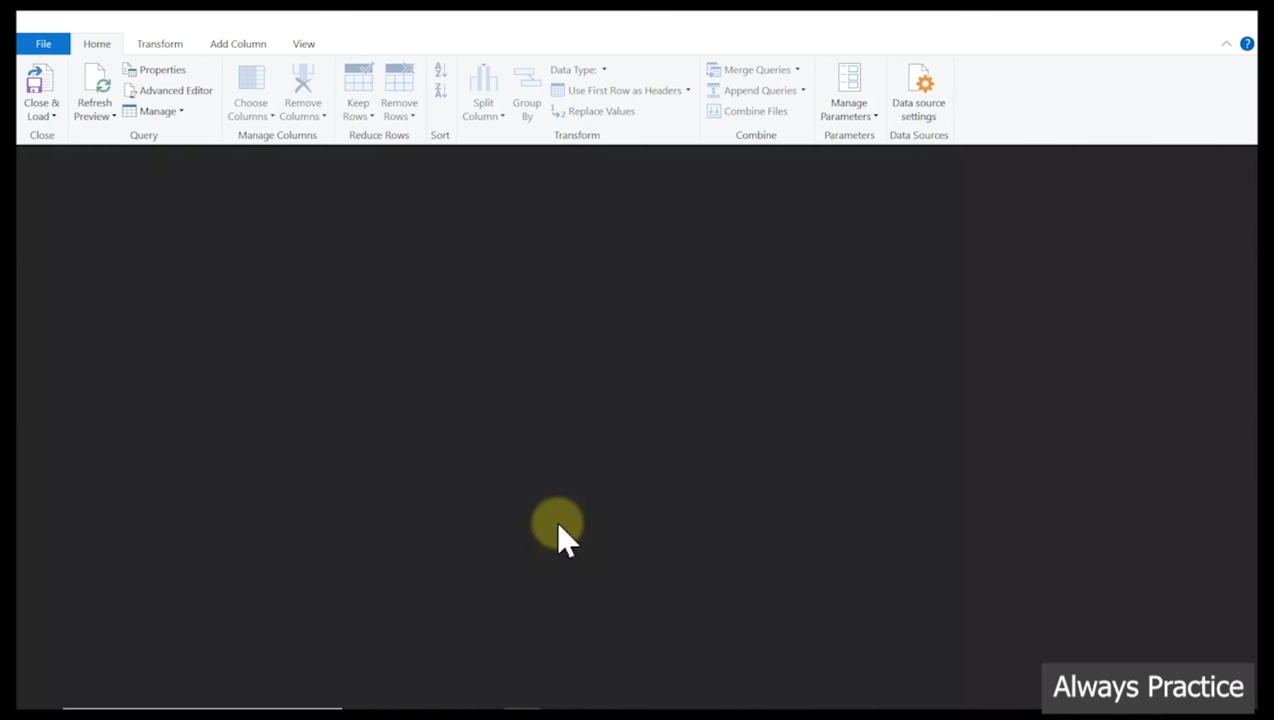 File Home Transform Add Column View ?
Close & Load Refresh Preview Properties Advanced Editor Manage Choose Columns Remove Columns Keep Rows Remove Rows A Z Z A Split Column Group By Data Type: Use First Row as Headers 1 2 Replace Values Merge Queries Append Queries Combine Files Manage Parameters Data source settings
Close Query Manage Columns Reduce Rows Sort Transform Combine Parameters Data Sources
Always Practice